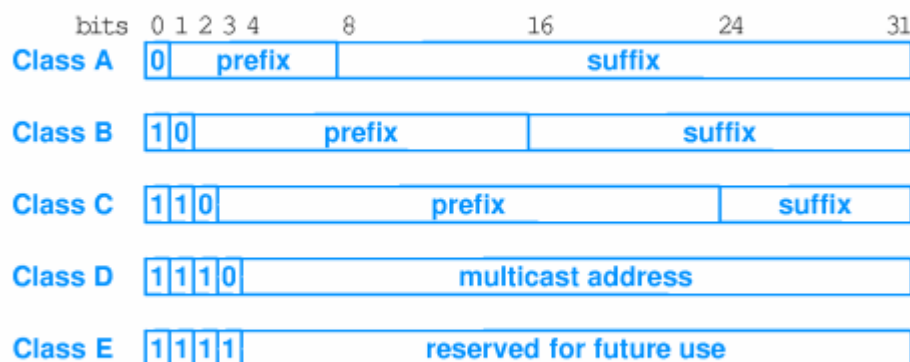 bits 0 1 2 3 4 8 16 24 31
Class A 0 prefix suffix
Class B 1 0 prefix suffix
Class C 1 1 0 prefix suffix
Class D 1 1 1 0 multicast address
Class E 1 1 1 1 reserved for future use